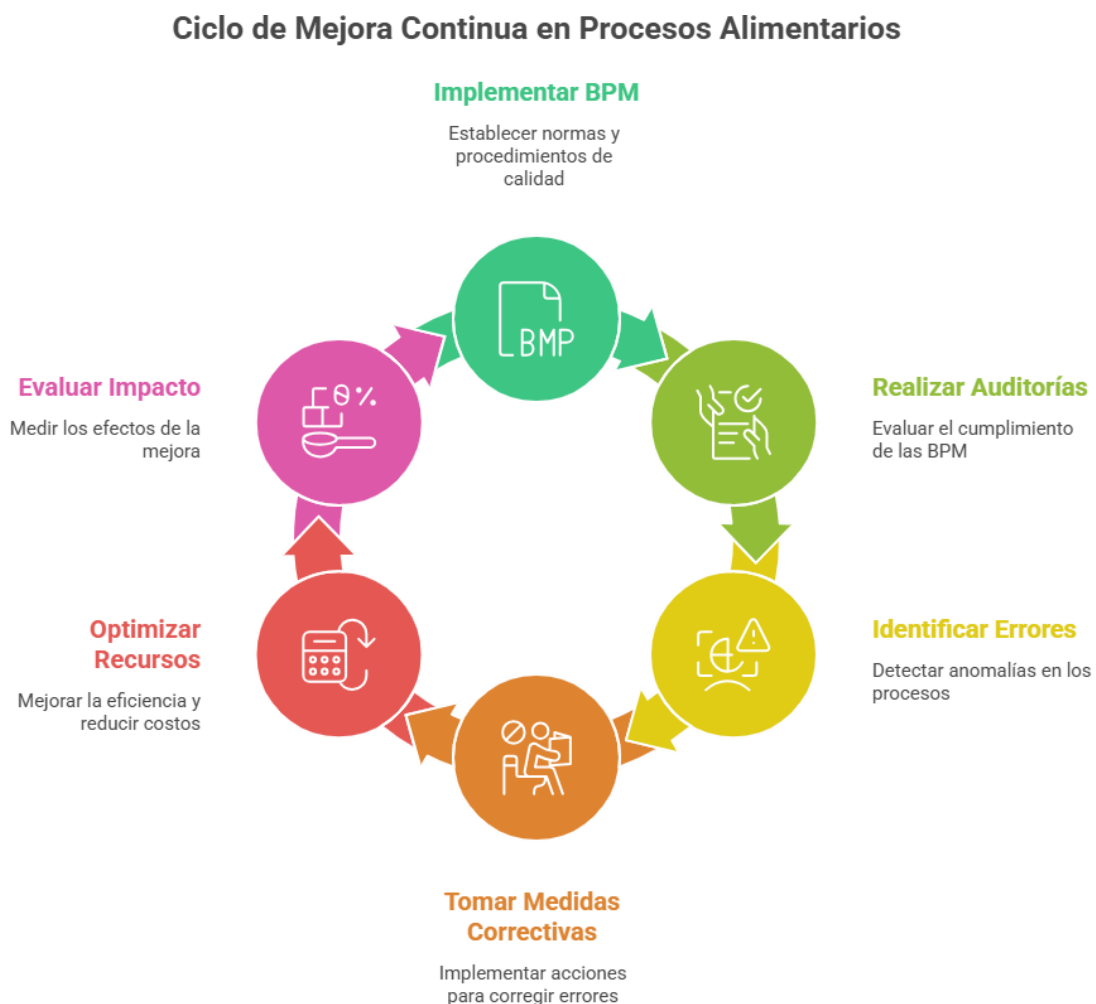 Ciclo de Mejora Continua en Procesos Alimentarios
Implementar BPM
Establecer normas y
procedimientos de
calidad
BMP
Evaluar Impacto
Medir los efectos de la
mejora
Realizar Auditorías
Evaluar el cumplimiento
de las BPM
Optimizar
Recursos
Mejorar la eficiencia y
reducir costos
Identificar Errores
Detectar anomalías en los
procesos
Tomar Medidas
Correctivas
Implementar acciones
para corregir errores